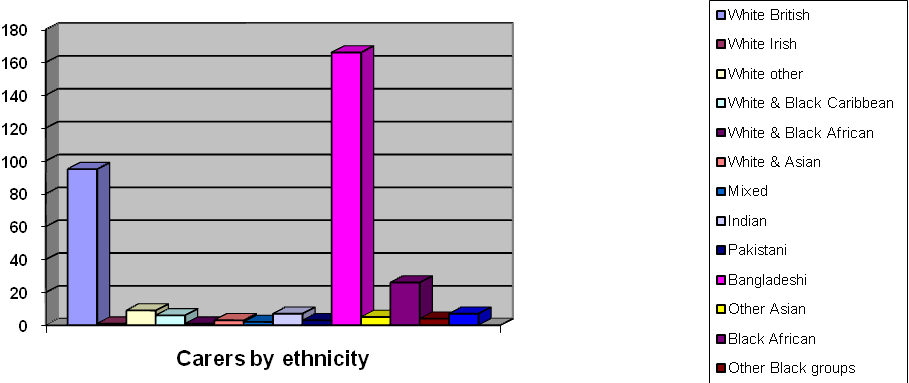 180
160
140
120
100
80
60
40
20
0
Carers by ethnicity
White British
White Irish
White other
White & Black Caribbean
White & Black African
White & Asian
Mixed
Indian
Pakistani
Bangladeshi
Other Asian
Black African
Other Black groups